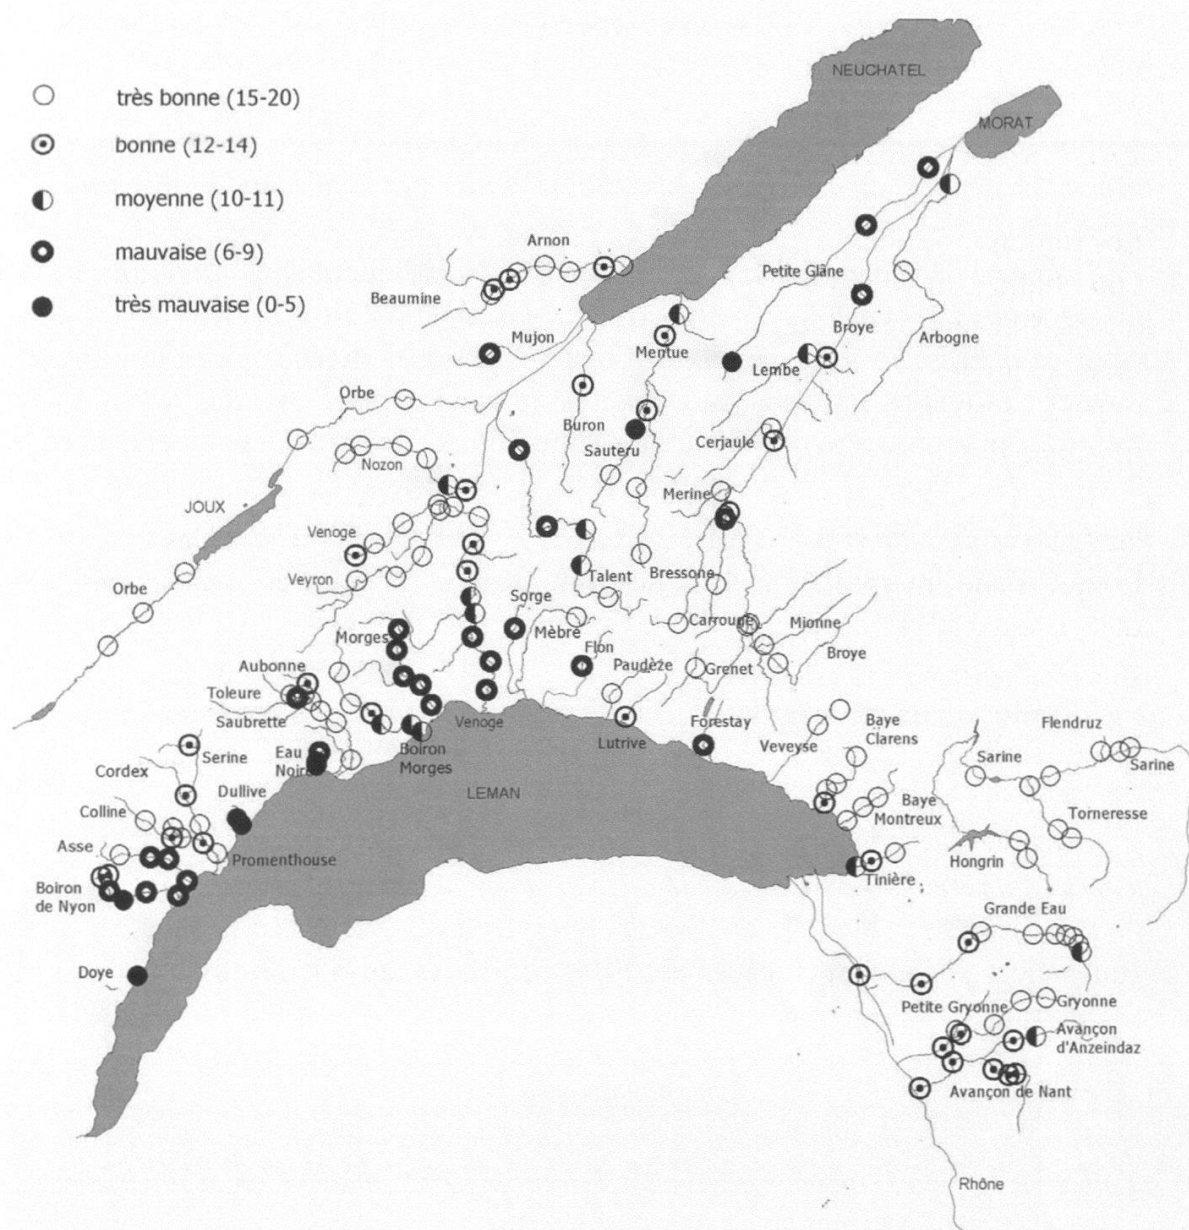 NEUCHATEL
très bonne (15-20)
MORAT
bonne (12-14)
moyenne (10-11)
Arnon
mauvaise (6-9)
Petite Glâne
Beaumine
très mauvaise (0-5)
Mujon
Broye
Arbogne
Mentue
Lembe
Orbe
Buron
Cerjaule
Sauteru
Nozon
Merine
JOUX
Venoge
Veyron
Talent
Bressone
Orbe
Sorge
Carrouge
Mionne
Morges
Mèbre
Flon
Broye
Aubonne
Paudèze
Grenet
Toleure
Saubrette
Venoge
Forestay
Baye
Clarens
Flendruz
Serine
Eau
Noire
Boiron
Morges
Lutrive
Veveyse
Sarine
Sarine
Cordex
Dullive
LEMAN
Baye
Montreux
Colline
Torneresse
Asse
Promenthouse
Hongrin
Tinière
Boiron
de Nyon
Grande Eau
Doye
Petite Gryonne
Gryonne
Avançon
d'Anzeindaz
Avançon de Nant
Rhône